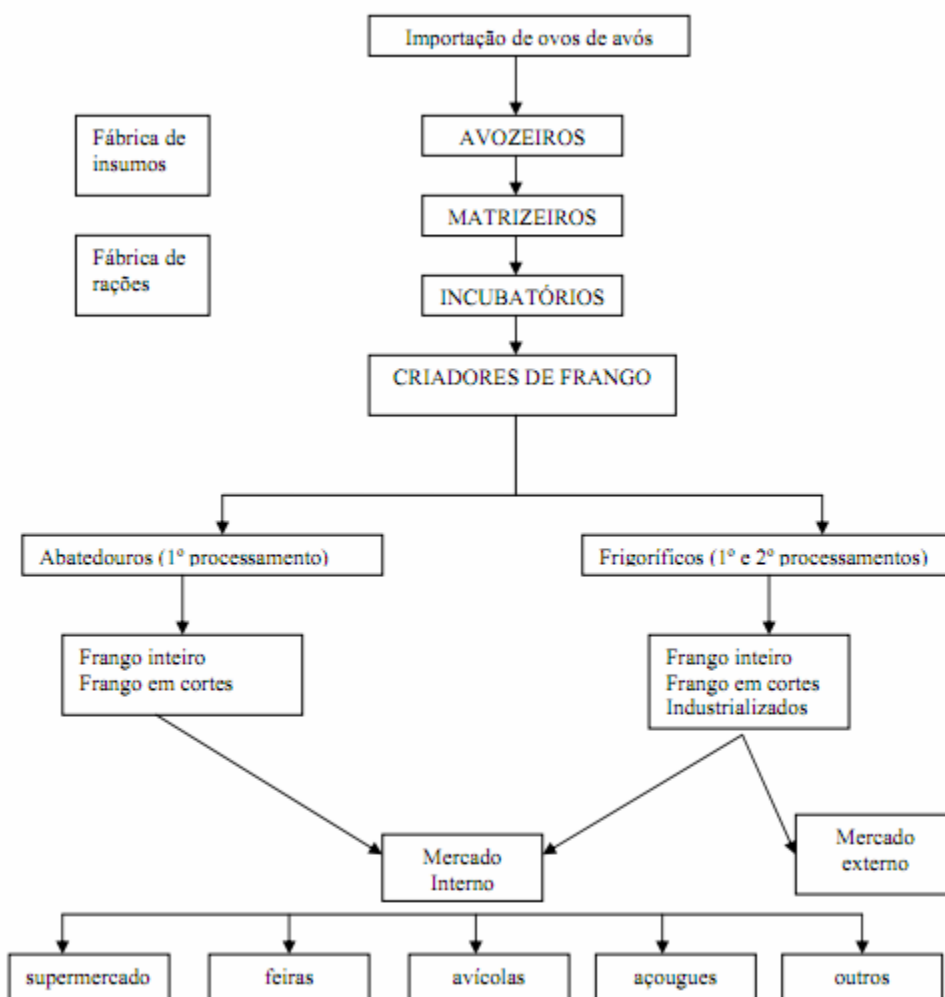 Importação de ovos de avós
Fábrica de
insumos
AVOZEIROS
MATRIZEIROS
Fábrica de
rações
INCUBATÓRIOS
CRIADORES DE FRANGO
Abatedouros (1º processamento)
Frigoríficos (1º e 2º processamentos)
Frango inteiro
Frango em cortes
Frango inteiro
Frango em cortes
Industrializados
Mercado
Interno
Mercado
externo
supermercado
feiras
avícolas
açougues
outros